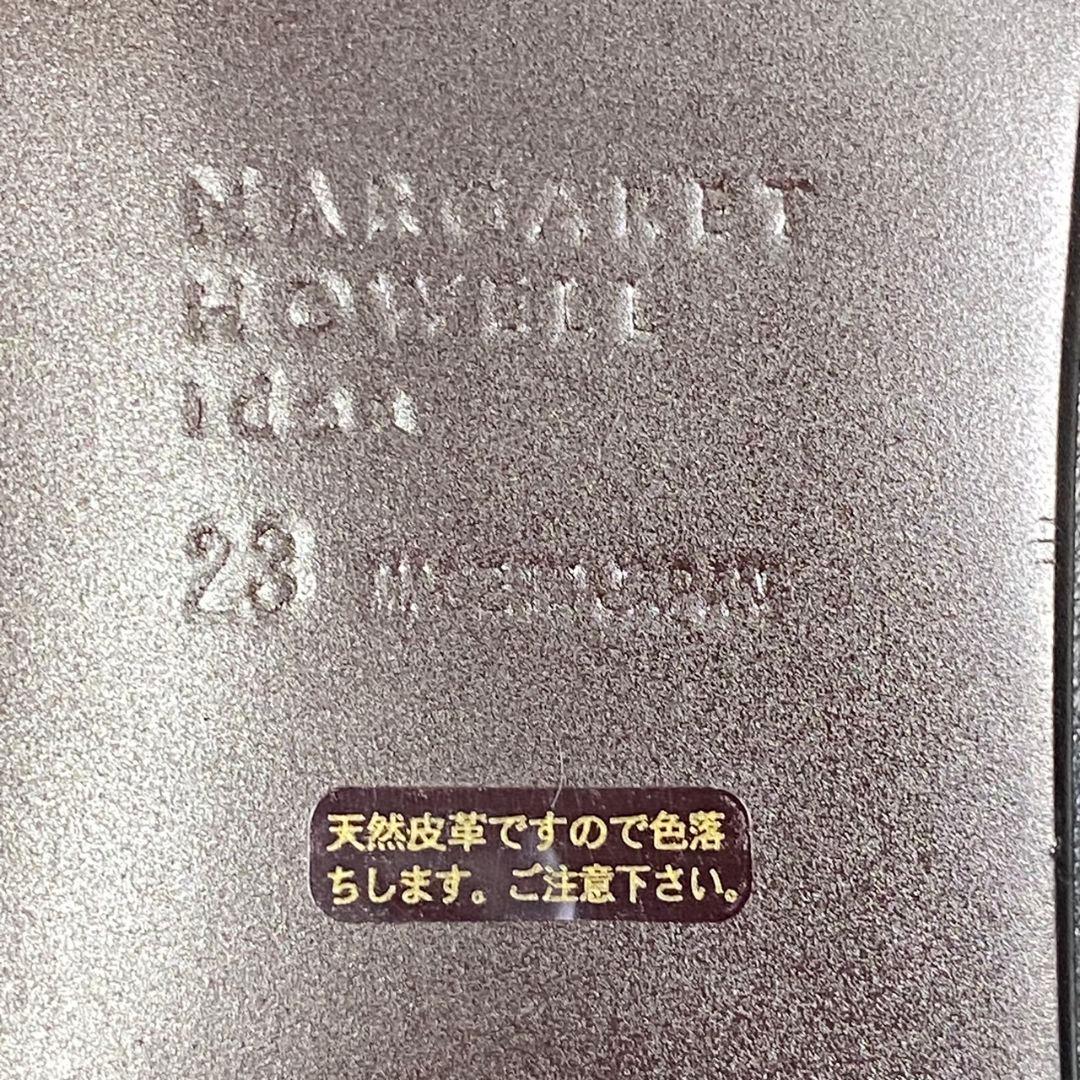 MARGARET
HOWELL
idea
23
天然皮革ですので色落
ちします。ご注意下さい。